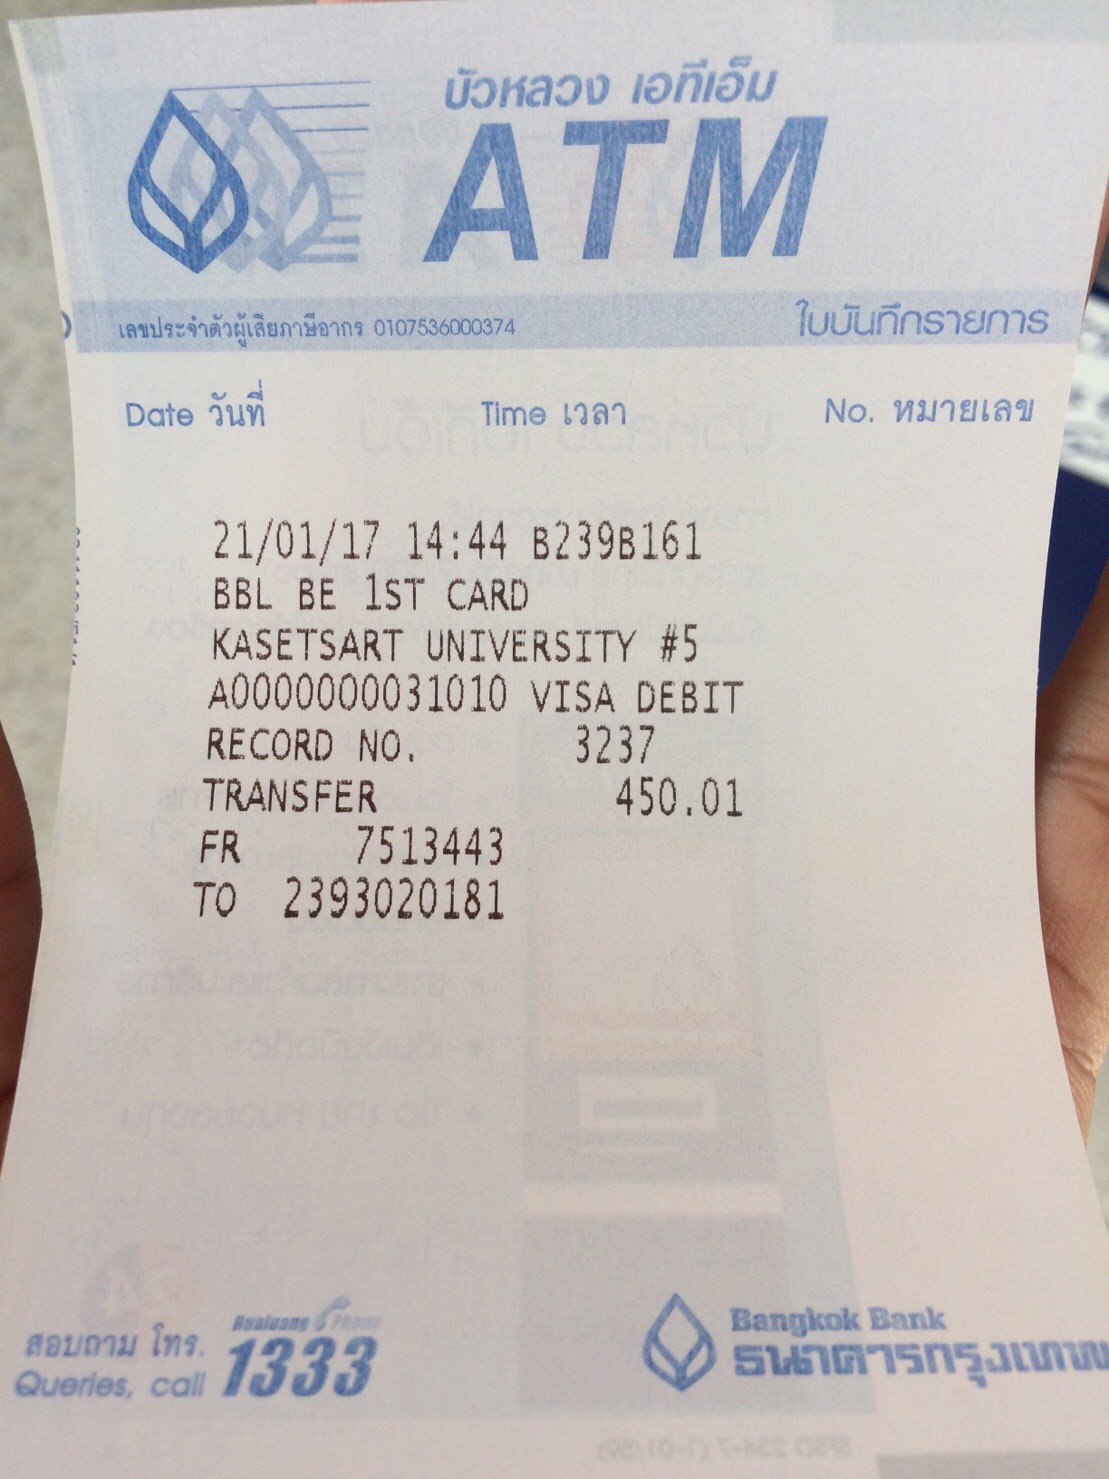 บัวหลวง เอทีเอ็ม
ATM
เลขประจำตัวผู้เสียภาษีอากร 0107536000374 ใบบันทึกรายการ
Date วันที่ Time เวลา No. หมายเลข
21/01/17 14:44 B239B161
BBL BE 1ST CARD
KASETSART UNIVERSITY #5
A0000000031010 VISA DEBIT
RECORD NO. 3237
TRANSFER 450.01
FR 7513443
TO 2393020181
สอบถาม โทร. Bualuang Phone
Queries, call 1333
Bangkok Bank
ธนาคารกรุงเทพ